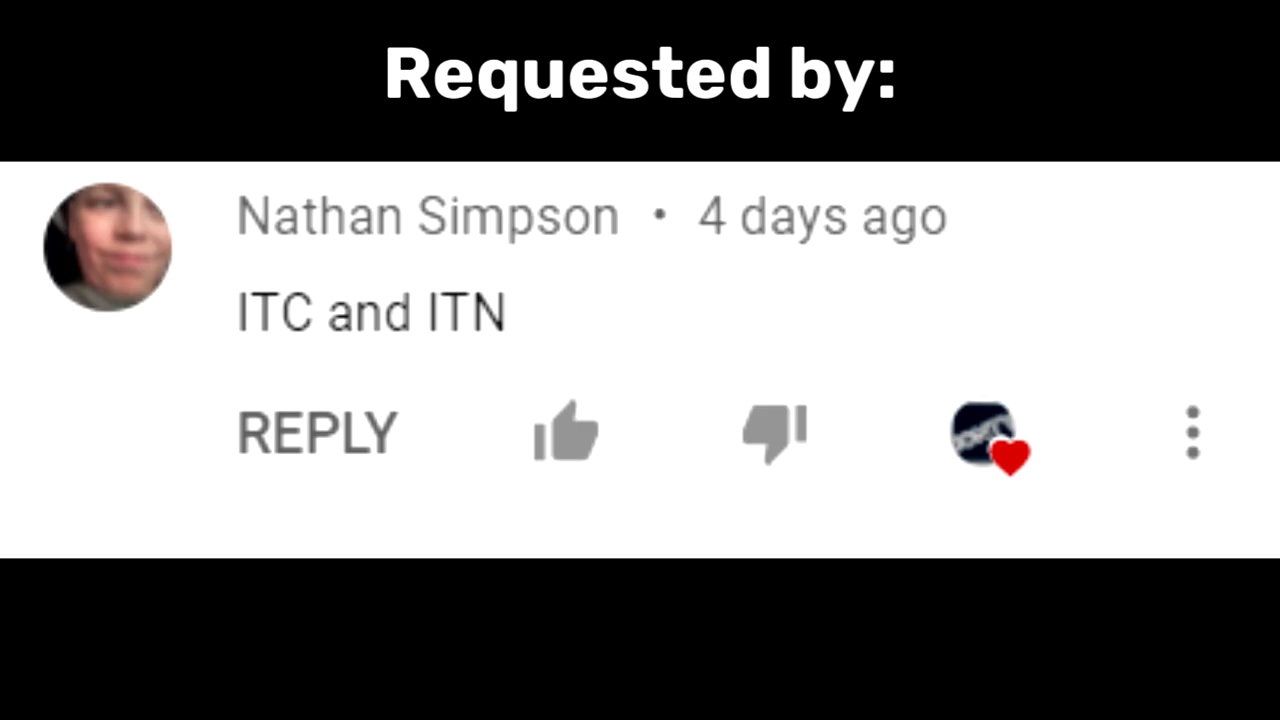 Requested by:
Nathan Simpson • 4 days ago
ITC and ITN
REPLY